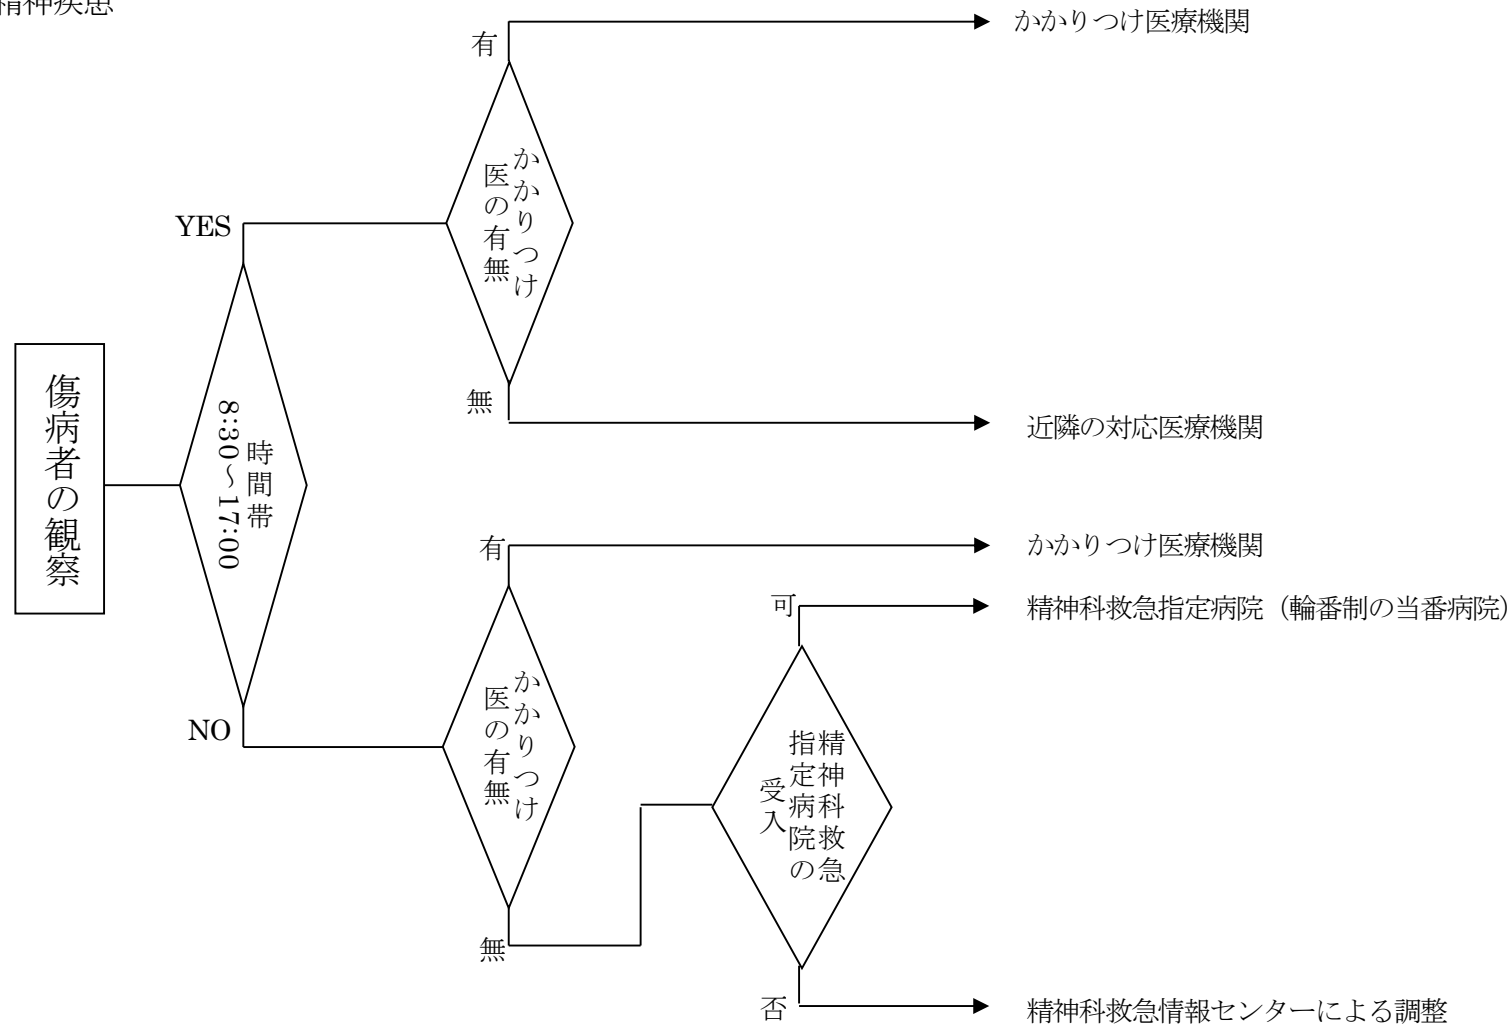 精神疾患
有
かかりつけ医療機関
かかりつけ
医の有無
YES
無
近隣の対応医療機関
傷病者の観察
時間帯
8:30～17:00
有
かかりつけ医療機関
可
精神科救急指定病院（輪番制の当番病院）
NO
かかりつけ
医の有無
精神科救急
指定病院の
受入
無
否
精神科救急情報センターによる調整